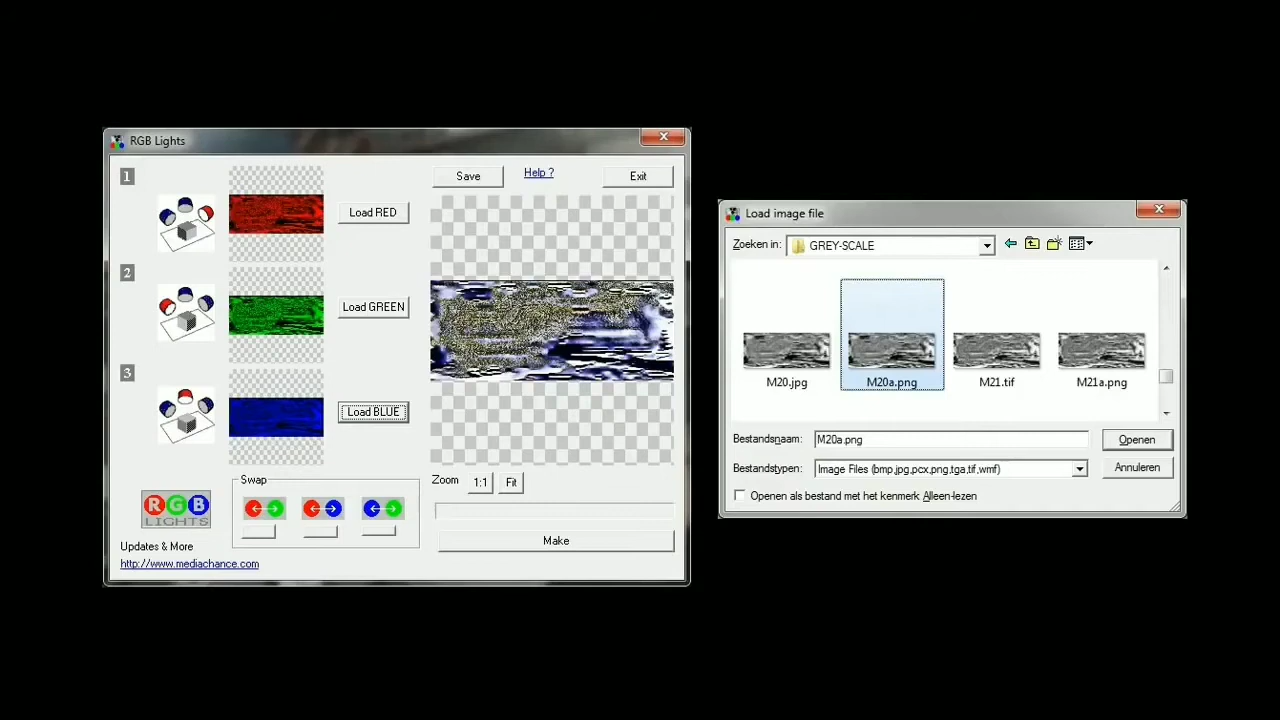 RGB Lights
1
Load RED
2
Load GREEN
3
Load BLUE
Save
Help ?
Exit
Zoom
1:1
Fit
Swap
Make
R G B
LIGHTS
Updates & More
http://www.mediachance.com
Load image file
Zoeken in:
GREY-SCALE
M20.jpg
M20a.png
M21.tif
M21a.png
Bestandsnaam:
M20a.png
Openen
Bestandstypen:
Image Files (bmp,jpg,pcx,png,tga,tif,wmf)
Annuleren
Openen als bestand met het kenmerk Alleen-lezen